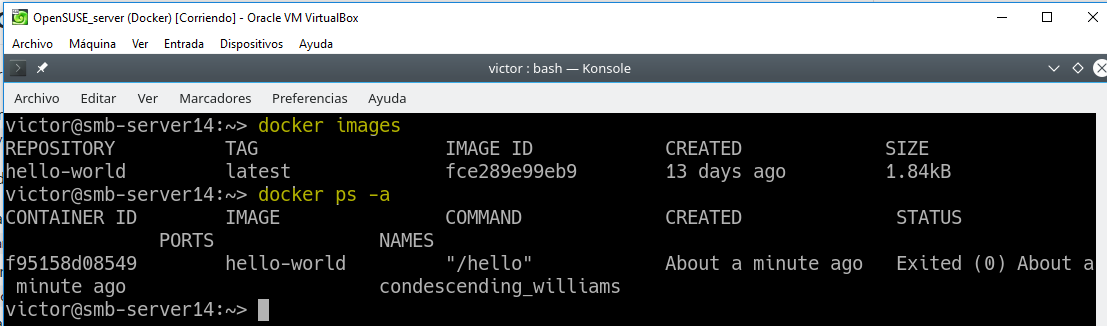 OpenSUSE_server (Docker) [Corriendo] - Oracle VM VirtualBox
Archivo Máquina Ver Entrada Dispositivos Ayuda
victor : bash — Konsole
Archivo Editar Ver Marcadores Preferencias Ayuda
victor@smb-server14:~> docker images
REPOSITORY TAG IMAGE ID CREATED SIZE
hello-world latest fce289e99eb9 13 days ago 1.84kB
victor@smb-server14:~> docker ps -a
CONTAINER ID IMAGE COMMAND CREATED STATUS
PORTS NAMES
f95158d08549 hello-world "/hello" About a minute ago Exited (0) About a
minute ago condescending_williams
victor@smb-server14:~>